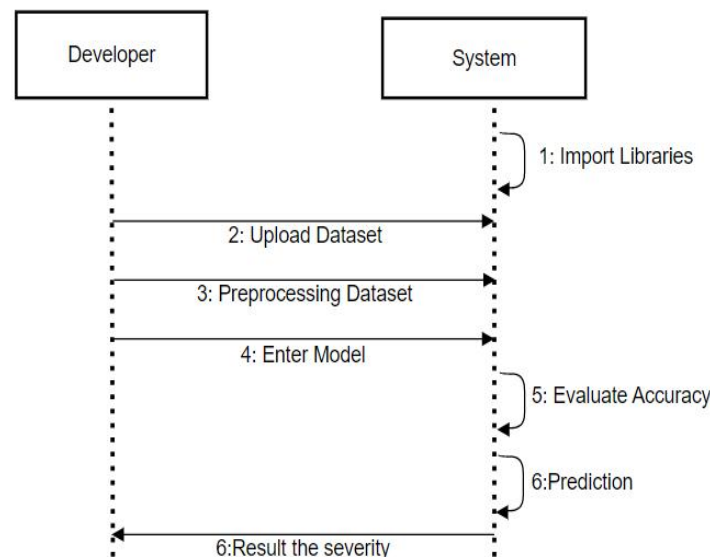 Developer
System
1: Import Libraries
2: Upload Dataset
3: Preprocessing Dataset
4: Enter Model
5: Evaluate Accuracy
6:Prediction
6:Result the severity